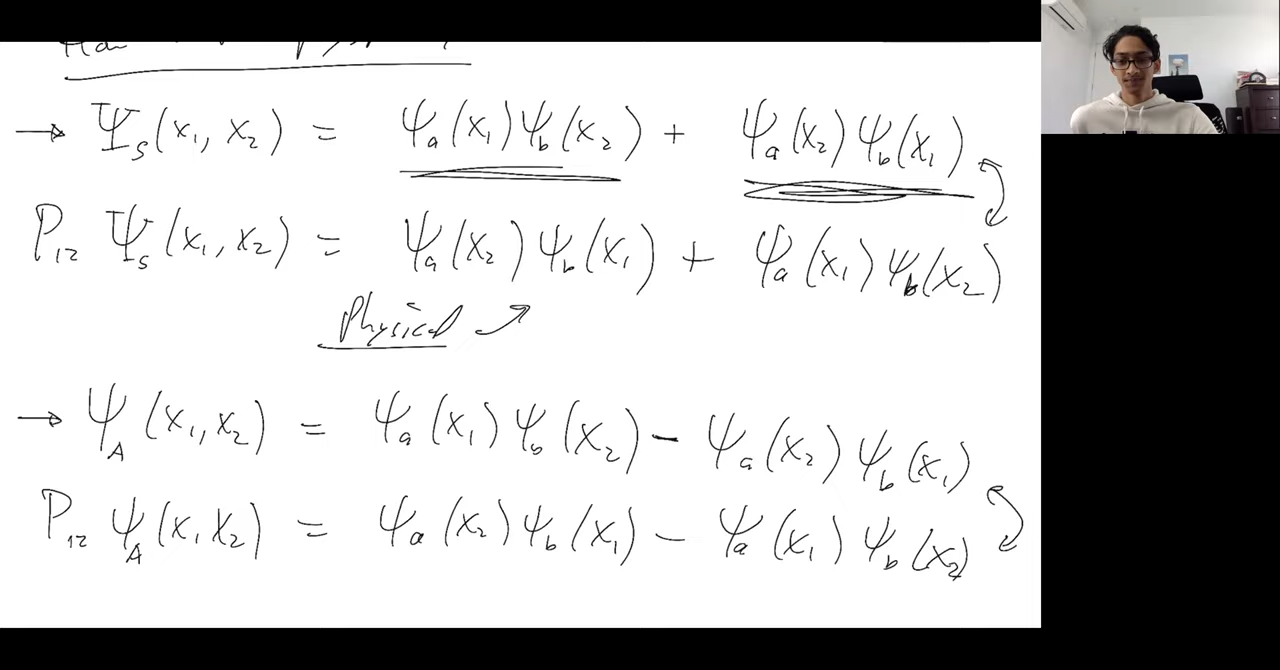 → Ψ_S(x₁, x₂) = ψ_a(x₁)ψ_b(x₂) + ψ_a(x₂)ψ_b(x₁)
P₁₂ Ψ_S(x₁, x₂) = ψ_a(x₂)ψ_b(x₁) + ψ_a(x₁)ψ_b(x₂)
Physical
→ Ψ_A(x₁, x₂) = ψ_a(x₁)ψ_b(x₂) − ψ_a(x₂)ψ_b(x₁)
P₁₂ ψ_A(x₁ x₂) = ψ_a(x₂)ψ_b(x₁) − ψ_a(x₁)ψ_b(x₂)